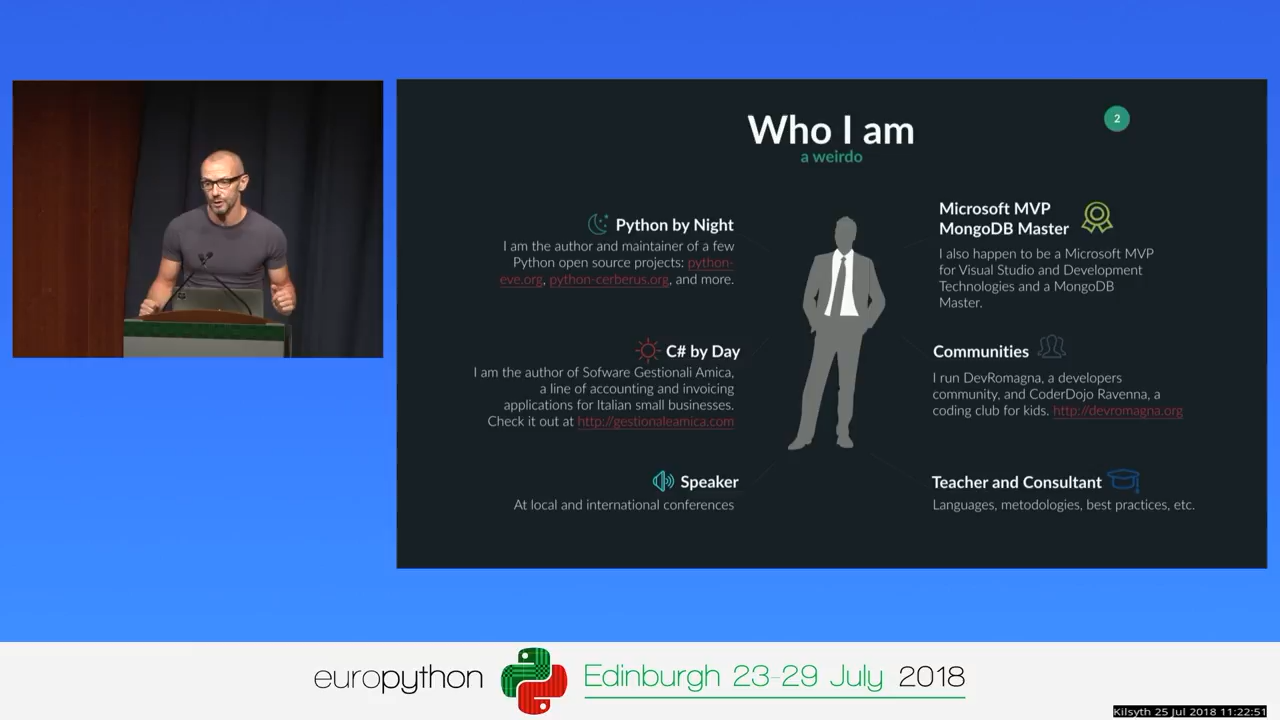 Who I am
a weirdo
2
Python by Night
I am the author and maintainer of a few
Python open source projects: python-
eve.org, python-cerberus.org, and more.
C# by Day
I am the author of Sofware Gestionali Amica,
a line of accounting and invoicing
applications for Italian small businesses.
Check it out at http://gestionaleamica.com
Speaker
At local and international conferences
Microsoft MVP
MongoDB Master
I also happen to be a Microsoft MVP
for Visual Studio and Development
Technologies and a MongoDB
Master.
Communities
I run DevRomagna, a developers
community, and CoderDojo Ravenna, a
coding club for kids. http://devromagna.org
Teacher and Consultant
Languages, metodologies, best practices, etc.
europython
Edinburgh 23-29 July 2018
Kilsyth 25 Jul 2018 11:22:51